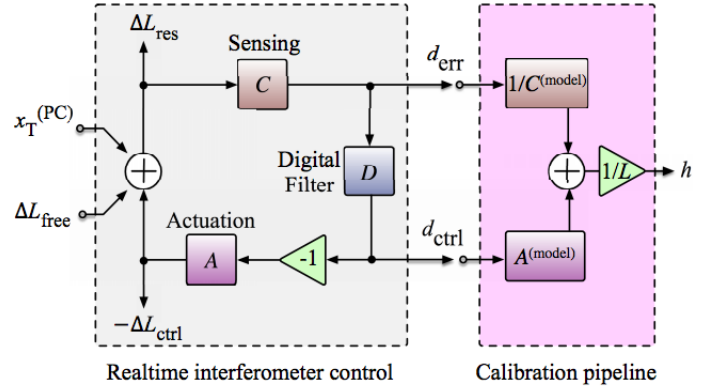 ΔL_res
Sensing
C
d_err
1/C^(model)
x_T^(PC)
Digital
Filter
D
1/L
h
ΔL_free
Actuation
A
-1
d_ctrl
A^(model)
−ΔL_ctrl
Realtime interferometer control
Calibration pipeline